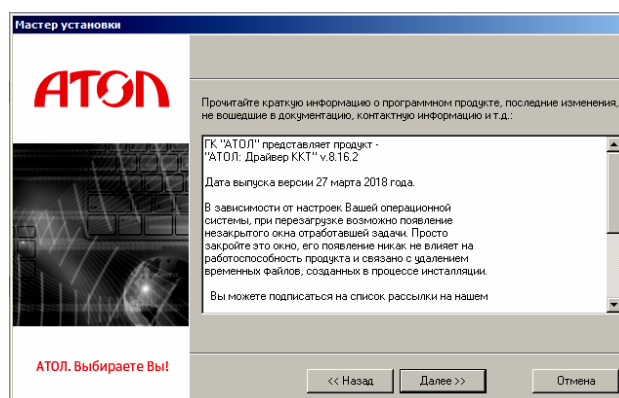 Мастер установки
АТОЛ
Прочитайте краткую информацию о программном продукте, последние изменения,
не вошедшие в документацию, контактную информацию и т.д.:
ГК "АТОЛ" представляет продукт -
"АТОЛ: Драйвер ККТ" v.8.16.2
Дата выпуска версии 27 марта 2018 года.
В зависимости от настроек Вашей операционной
системы, при перезагрузке возможно появление
незакрытого окна отработавшей задачи. Просто
закройте это окно, его появление никак не влияет на
работоспособность продукта и связано с удалением
временных файлов, созданных в процессе инсталляции.
Вы можете подписаться на список рассылки на нашем
АТОЛ. Выбираете Вы!
<< Назад
Далее >>
Отмена